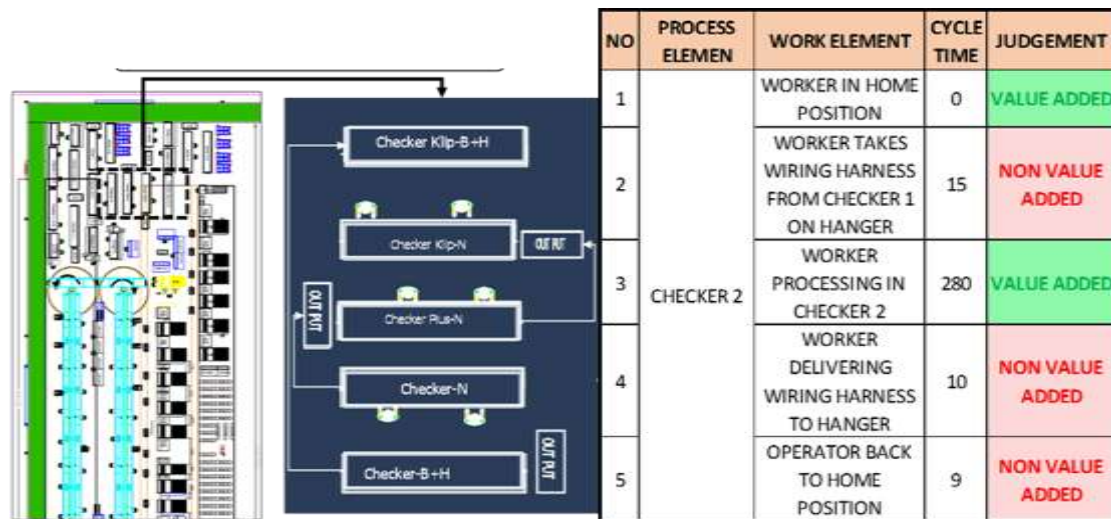 Checker Klip-B+H
Checker Klip-N
OUT PUT
OUT PUT
Checker Plus-N
Checker-N
Checker-B+H
OUT PUT
NO
PROCESS
ELEMEN
WORK ELEMENT
CYCLE
TIME
JUDGEMENT
1
WORKER IN HOME
POSITION
0
VALUE ADDED
2
WORKER TAKES
WIRING HARNESS
FROM CHECKER 1
ON HANGER
15
NON VALUE
ADDED
3
CHECKER 2
WORKER
PROCESSING IN
CHECKER 2
280
VALUE ADDED
4
WORKER
DELIVERING
WIRING HARNESS
TO HANGER
10
NON VALUE
ADDED
5
OPERATOR BACK
TO HOME
POSITION
9
NON VALUE
ADDED